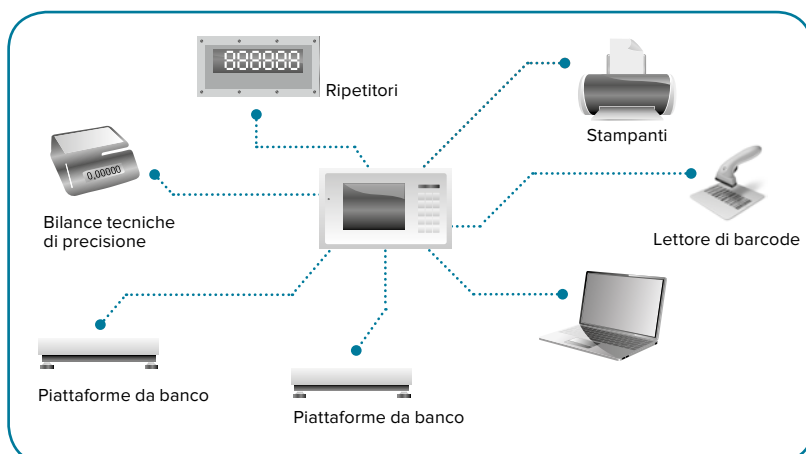 888888
Ripetitori
Stampanti
0,00000
Bilance tecniche
di precisione
Lettore di barcode
Piattaforme da banco
Piattaforme da banco